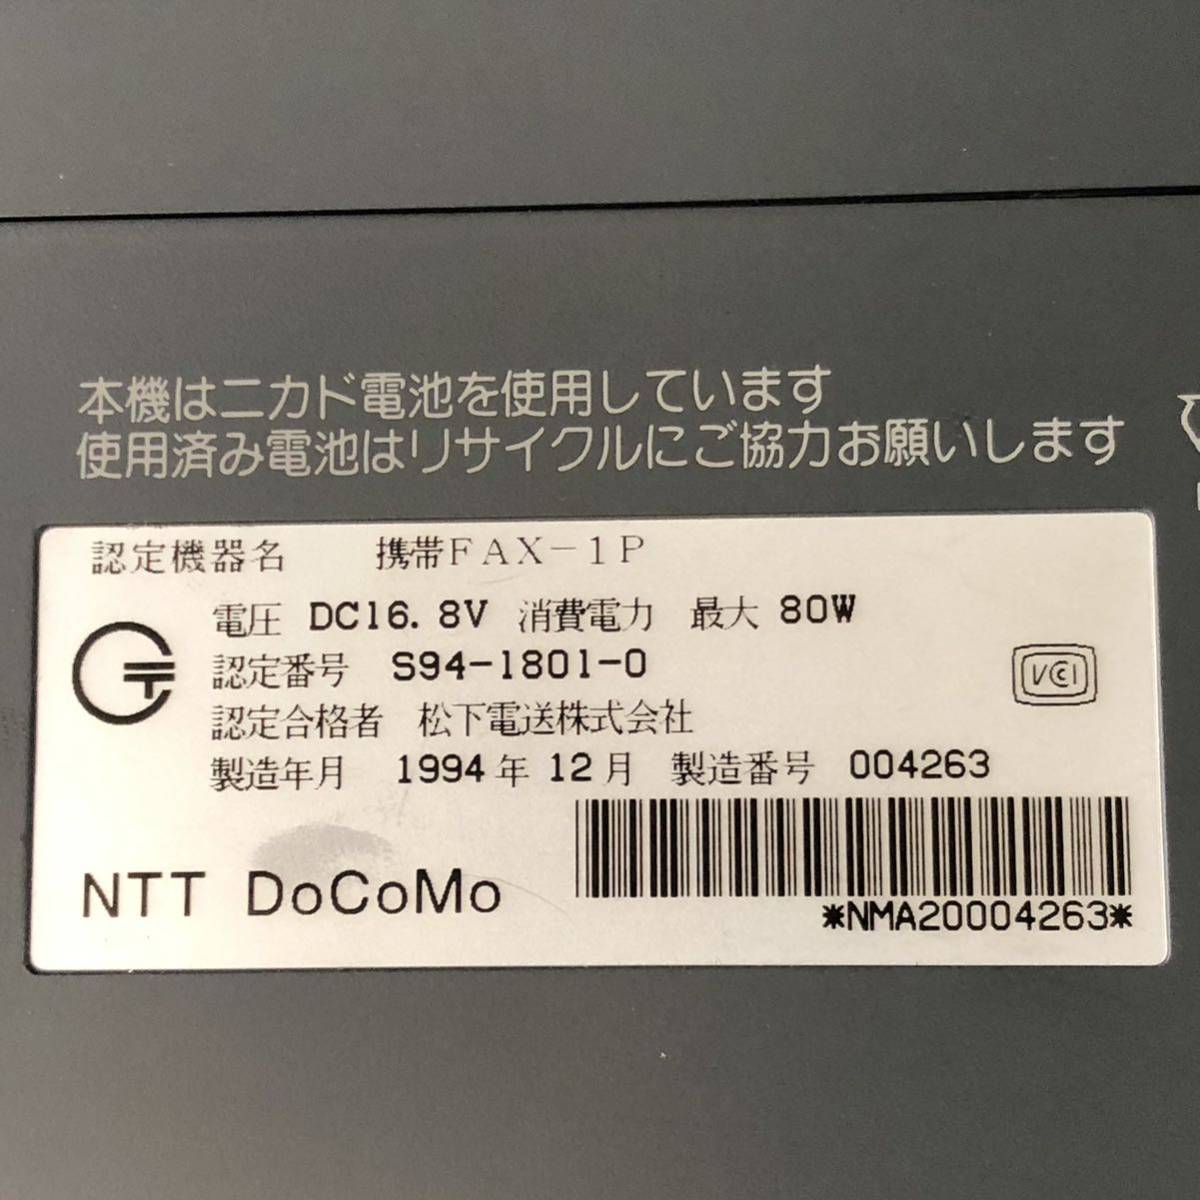 本機はニカド電池を使用しています
使用済み電池はリサイクルにご協力お願いします
認定機器名 携帯FAX-1P
電圧 DC16.8V 消費電力 最大 80W
認定番号 S94-1801-0
VCI
認定合格者 松下電送株式会社
製造年月 1994年12月 製造番号 004263
NTT DoCoMo
*NMA20004263*